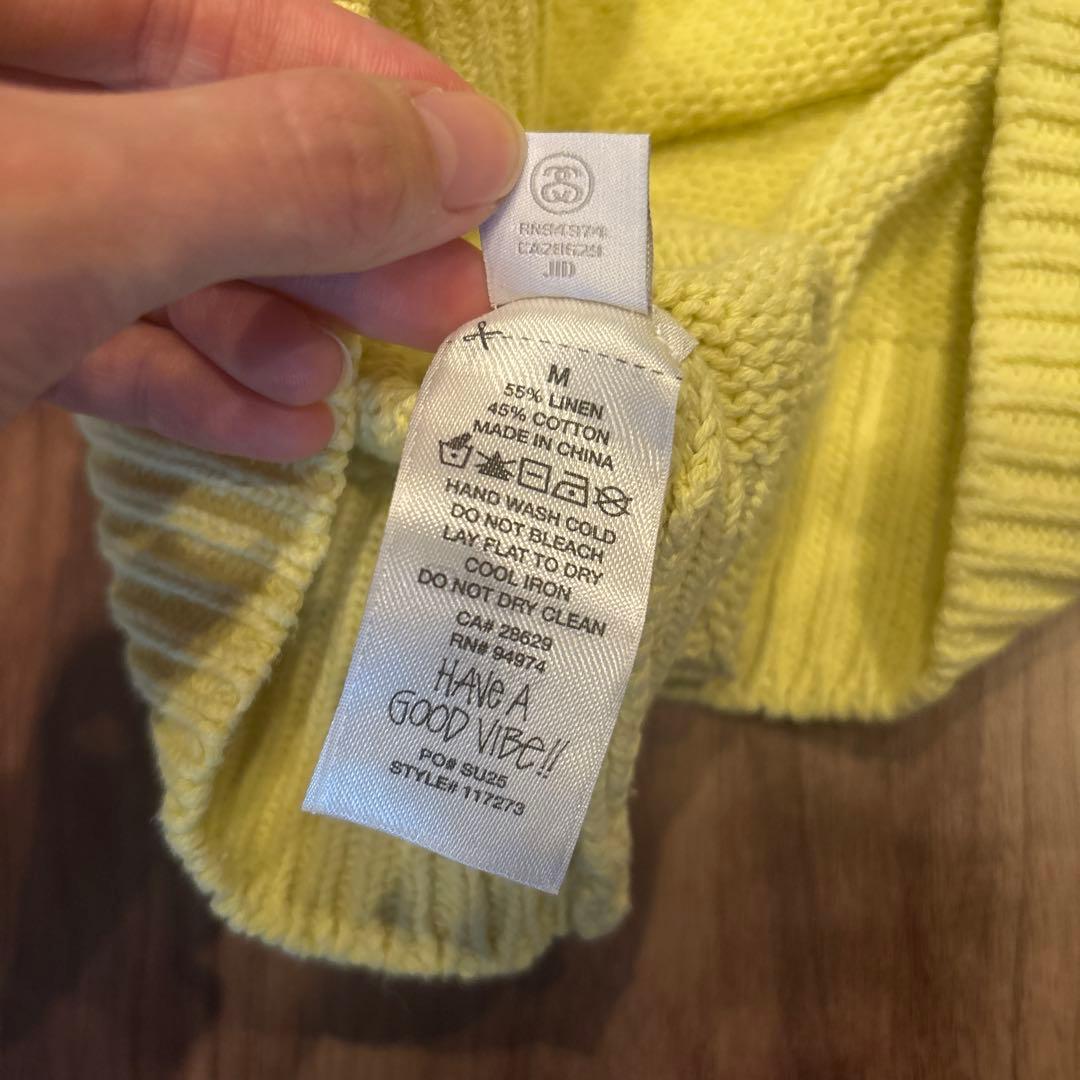 RN94974
CA28629
M
55% LINEN
45% COTTON
MADE IN CHINA
HAND WASH COLD
DO NOT BLEACH
LAY FLAT TO DRY
COOL IRON
DO NOT DRY CLEAN
CA# 28629
RN# 94974
HAVE A
GOOD VIBe!!
PO# SU25
STYLE# 117273